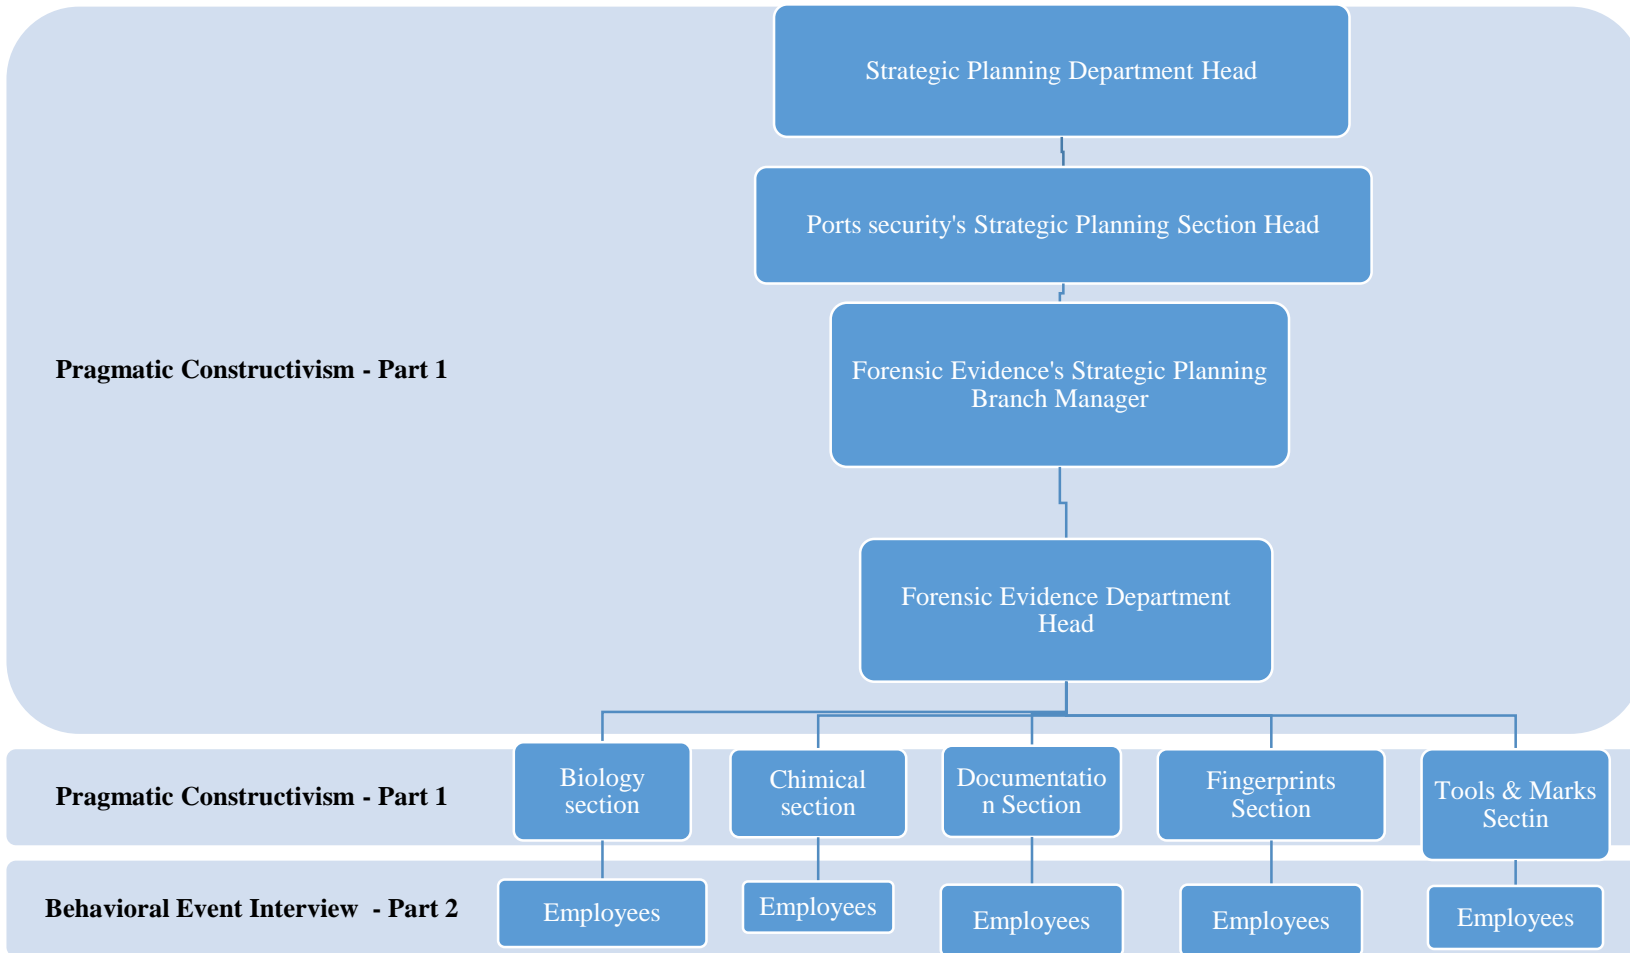 Strategic Planning Department Head
Ports security's Strategic Planning Section Head
Pragmatic Constructivism - Part 1
Forensic Evidence's Strategic Planning
Branch Manager
Forensic Evidence Department
Head
Pragmatic Constructivism - Part 1
Biology
section
Chimical
section
Documentatio
n Section
Fingerprints
Section
Tools & Marks
Sectin
Behavioral Event Interview  - Part 2
Employees
Employees
Employees
Employees
Employees